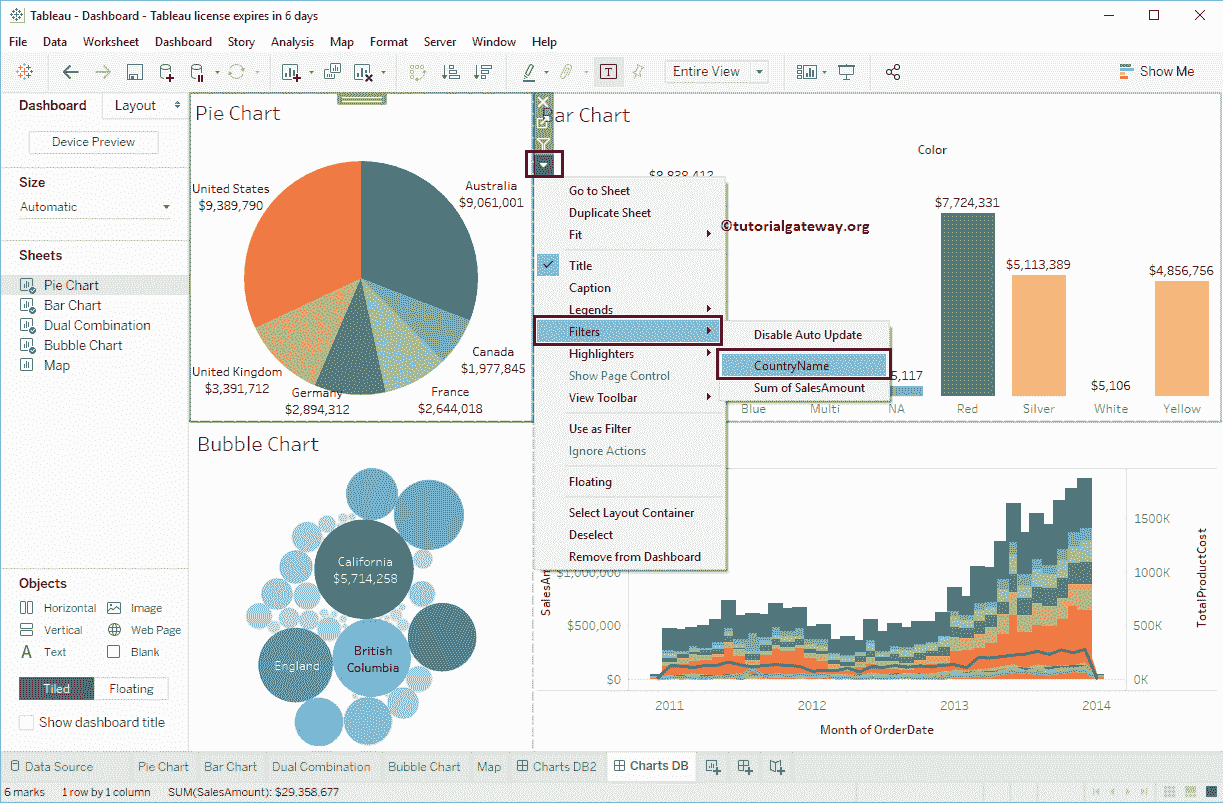 Tableau - Dashboard - Tableau license expires in 6 days
File Data Worksheet Dashboard Story Analysis Map Format Server Window Help
Entire View
Show Me
Dashboard
Layout
Device Preview
Size
Automatic
Sheets
Pie Chart
Bar Chart
Dual Combination
Bubble Chart
Map
Objects
Horizontal
Image
Vertical
Web Page
Text
Blank
Tiled
Floating
Show dashboard title
Pie Chart
United States
$9,389,790
Australia
$9,061,001
Canada
$1,977,845
France
$2,644,018
Germany
$2,894,312
United Kingdom
$3,391,712
Bar Chart
Color
$8,838,412
©tutorialgateway.org
$7,724,331
$5,113,389
$4,856,756
5,117
$5,106
Blue
Multi
NA
Red
Silver
White
Yellow
Go to Sheet
Duplicate Sheet
Fit
Title
Caption
Legends
Filters
Highlighters
Show Page Control
View Toolbar
Use as Filter
Ignore Actions
Floating
Select Layout Container
Deselect
Remove from Dashboard
Disable Auto Update
CountryName
Sum of SalesAmount
Bubble Chart
California
$5,714,258
British
Columbia
England
SalesAm
$1,000,000
$500,000
$0
1500K
1000K
500K
0K
TotalProductCost
2011
2012
2013
2014
Month of OrderDate
Data Source
Pie Chart
Bar Chart
Dual Combination
Bubble Chart
Map
Charts DB2
Charts DB
6 marks
1 row by 1 column
SUM(SalesAmount): $29,358,677